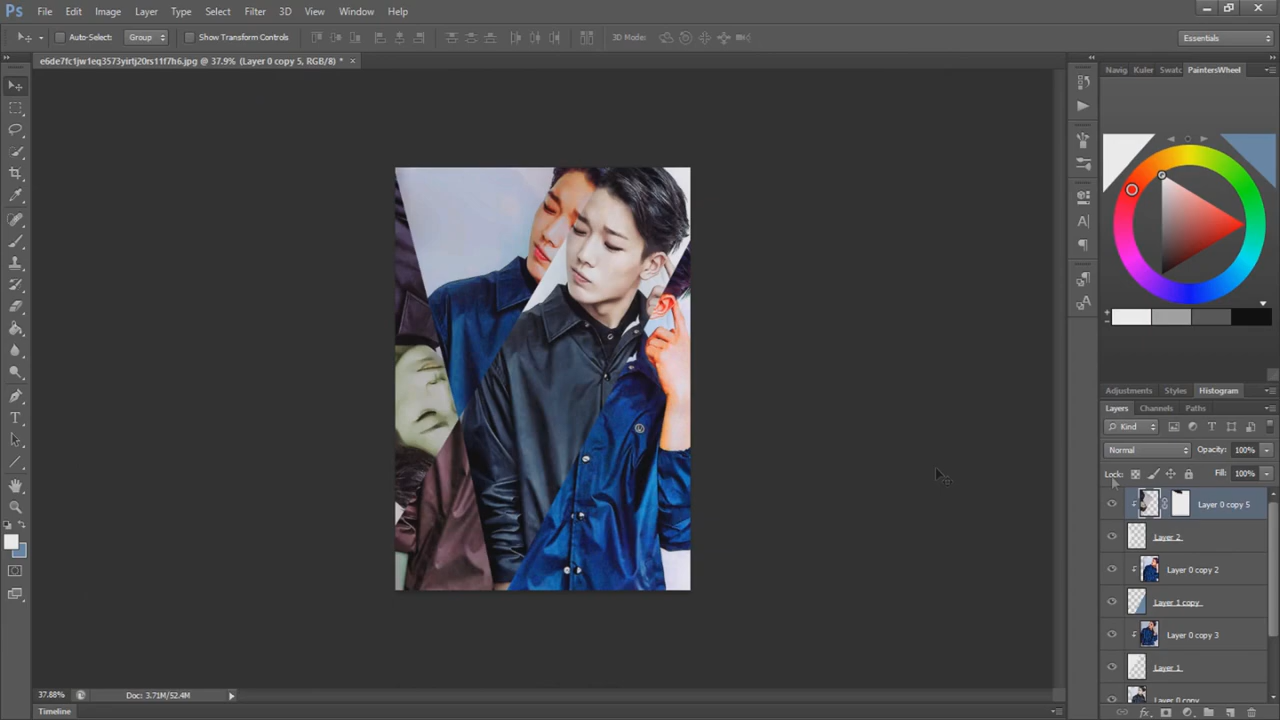 Ps File Edit Image Layer Type Select Filter 3D View Window Help
Auto-Select: Group Show Transform Controls 3D Mode: Essentials
e6de7fc1jw1eq3573yirtj20rs11f7h6.jpg @ 37.9% (Layer 0 copy 5, RGB/8) * ×
Navig Kuler Swatc PaintersWheel
Adjustments Styles Histogram
Layers Channels Paths
Kind
Normal Opacity: 100%
Lock: Fill: 100%
Layer 0 copy 5
Layer 2
Layer 0 copy 2
Layer 1 copy
Layer 0 copy 3
Layer 1
Layer 0 copy
37.88% Doc: 3.71M/52.4M
Timeline